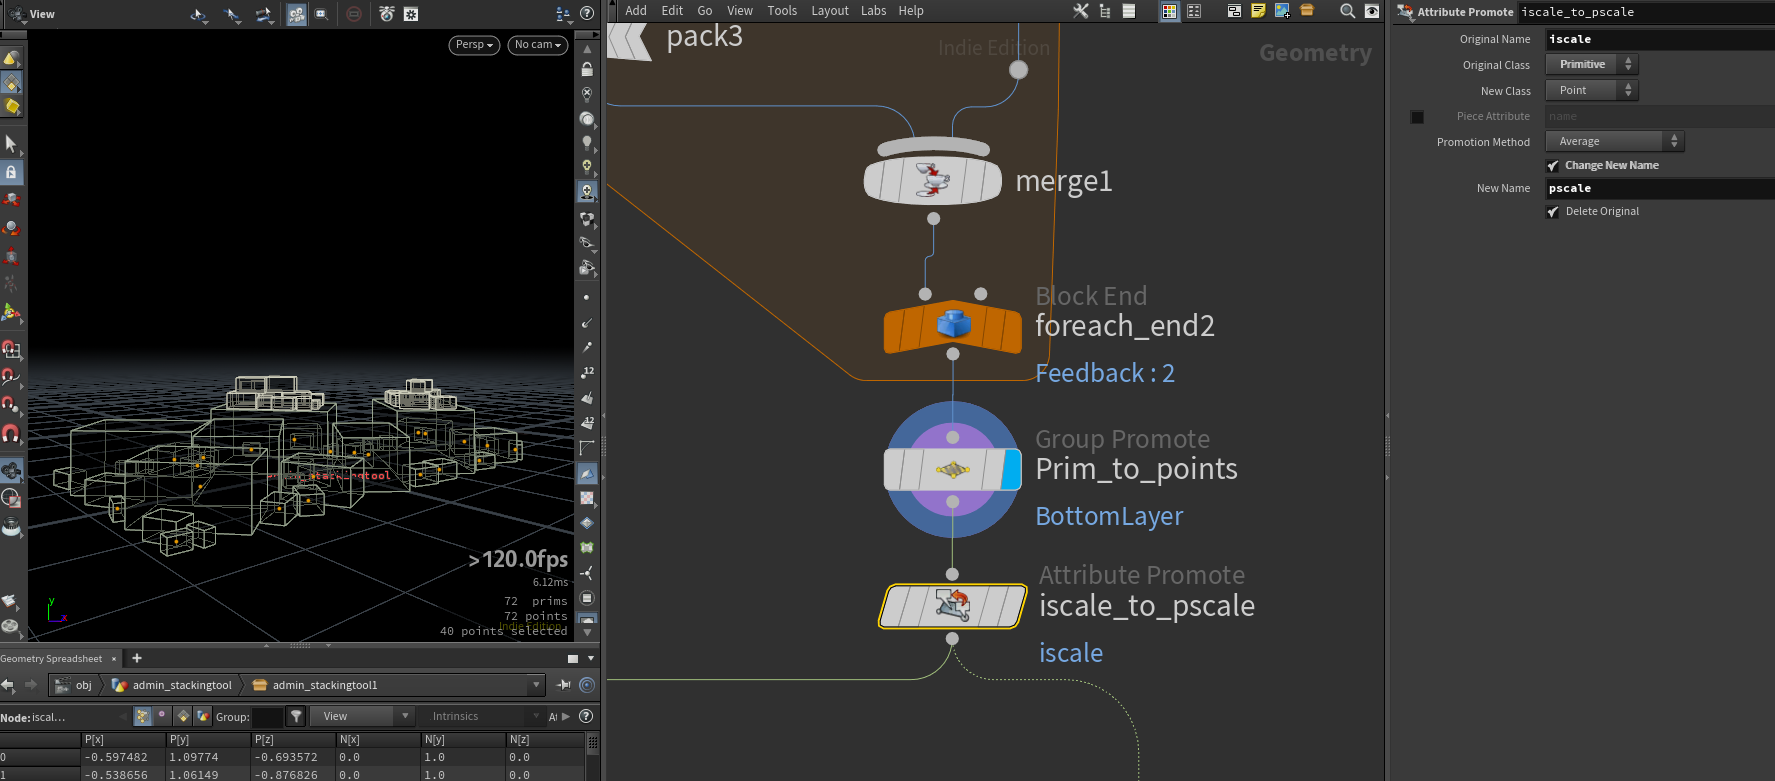 View
Persp
No cam
12
12
admin_stackingtool
>120.0fps
6.12ms
72 prims
72 points
Indie Edition
40 points selected
y
x
Geometry Spreadsheet
obj
admin_stackingtool
admin_stackingtool1
Node: iscal...
Group:
View
Intrinsics
P[x] P[y] P[z] N[x] N[y] N[z]
0 -0.597482 1.09774 -0.693572 0.0 1.0 0.0
1 -0.538656 1.06149 -0.876826 0.0 1.0 0.0
Add Edit Go View Tools Layout Labs Help
pack3
Indie Edition
Geometry
merge1
Block End
foreach_end2
Feedback : 2
Group Promote
Prim_to_points
BottomLayer
Attribute Promote
iscale_to_pscale
iscale
Attribute Promote iscale_to_pscale
Original Name iscale
Original Class Primitive
New Class Point
Piece Attribute name
Promotion Method Average
Change New Name
New Name pscale
Delete Original